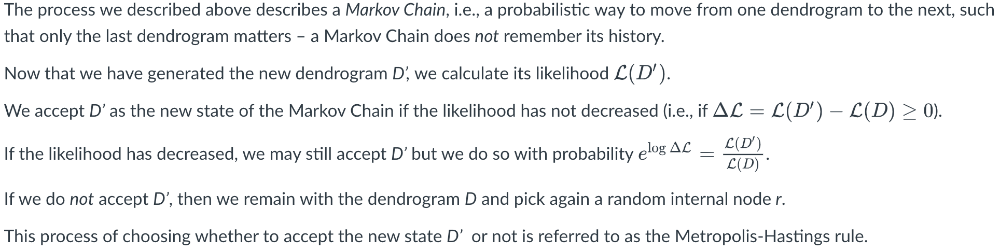 The process we described above describes a Markov Chain, i.e., a probabilistic way to move from one dendrogram to the next, such
that only the last dendrogram matters – a Markov Chain does not remember its history.
Now that we have generated the new dendrogram D’, we calculate its likelihood $\mathcal{L}(D')$.
We accept D’ as the new state of the Markov Chain if the likelihood has not decreased (i.e., if $\Delta\mathcal{L} = \mathcal{L}(D') - \mathcal{L}(D) \geq 0$).
If the likelihood has decreased, we may still accept D’ but we do so with probability $e^{\log \Delta\mathcal{L}} = \frac{\mathcal{L}(D')}{\mathcal{L}(D)}$.
If we do not accept D’, then we remain with the dendrogram D and pick again a random internal node r.
This process of choosing whether to accept the new state D’ or not is referred to as the Metropolis-Hastings rule.